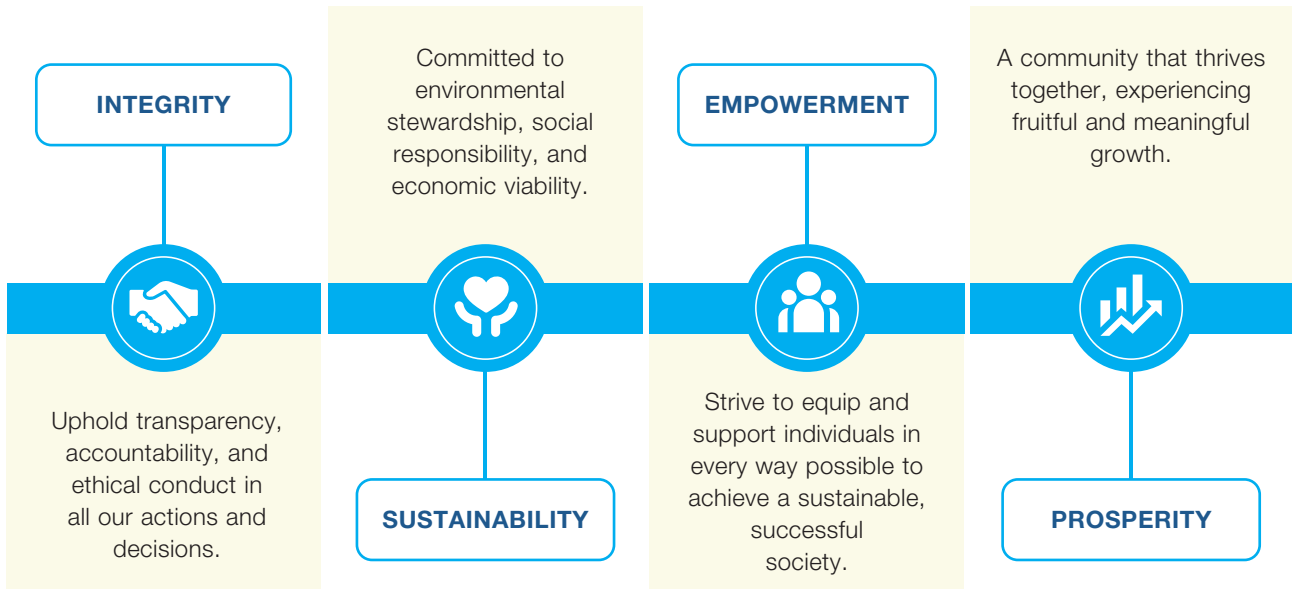 INTEGRITY
Uphold transparency,
accountability, and
ethical conduct in
all our actions and
decisions.
Committed to
environmental
stewardship, social
responsibility, and
economic viability.
SUSTAINABILITY
EMPOWERMENT
Strive to equip and
support individuals in
every way possible to
achieve a sustainable,
successful
society.
A community that thrives
together, experiencing
fruitful and meaningful
growth.
PROSPERITY